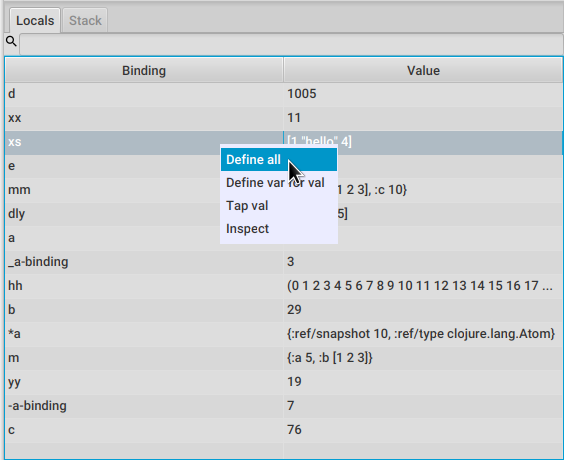 Locals Stack
Binding Value
d 1005
xx 11
xs [1 "hello" 4]
Define all
e
Define var for val
mm 1 2 3], :c 10}
Tap val
dly 5]
Inspect
a
_a-binding 3
hh (0 1 2 3 4 5 6 7 8 9 10 11 12 13 14 15 16 17 ...
b 29
*a {:ref/snapshot 10, :ref/type clojure.lang.Atom}
m {:a 5, :b [1 2 3]}
yy 19
-a-binding 7
c 76